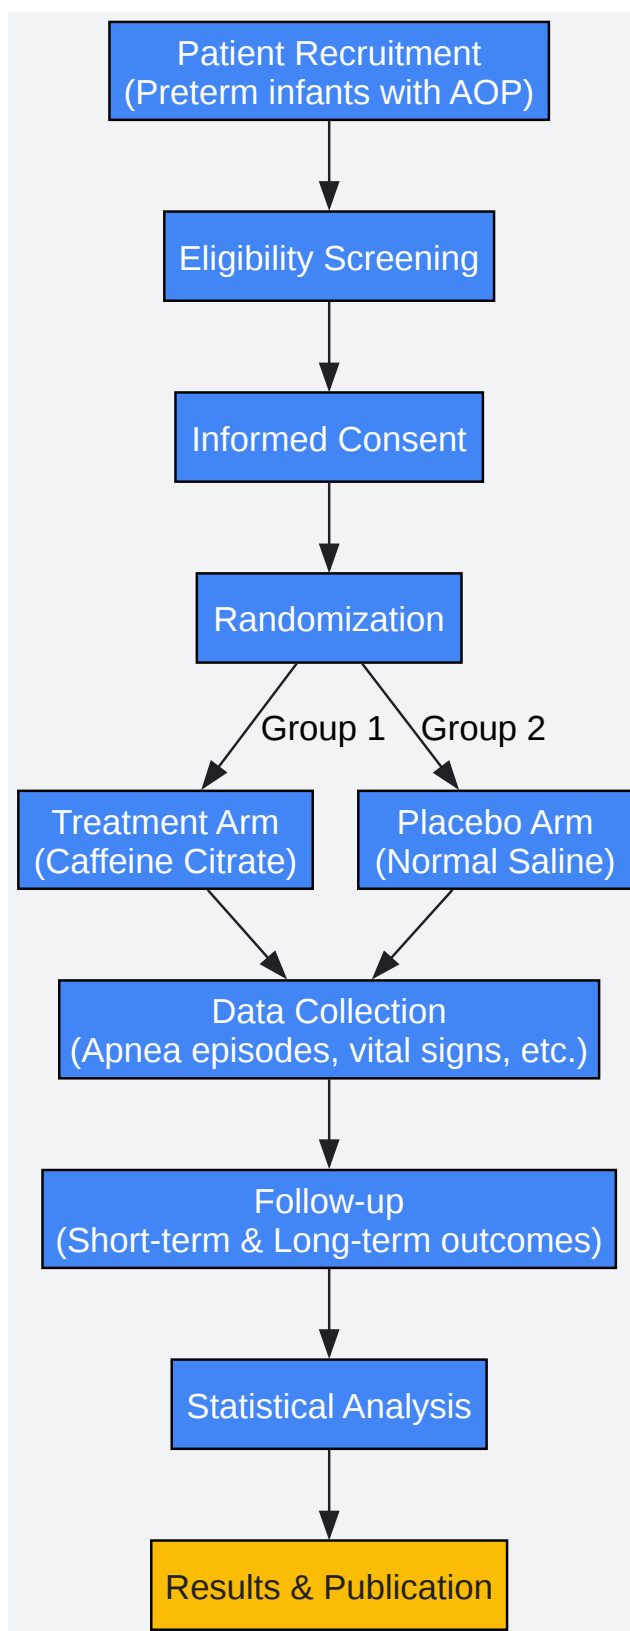 Patient Recruitment
(Preterm infants with AOP)
Eligibility Screening
Informed Consent
Randomization
Group 1
Group 2
Treatment Arm
(Caffeine Citrate)
Placebo Arm
(Normal Saline)
Data Collection
(Apnea episodes, vital signs, etc.)
Follow-up
(Short-term & Long-term outcomes)
Statistical Analysis
Results & Publication